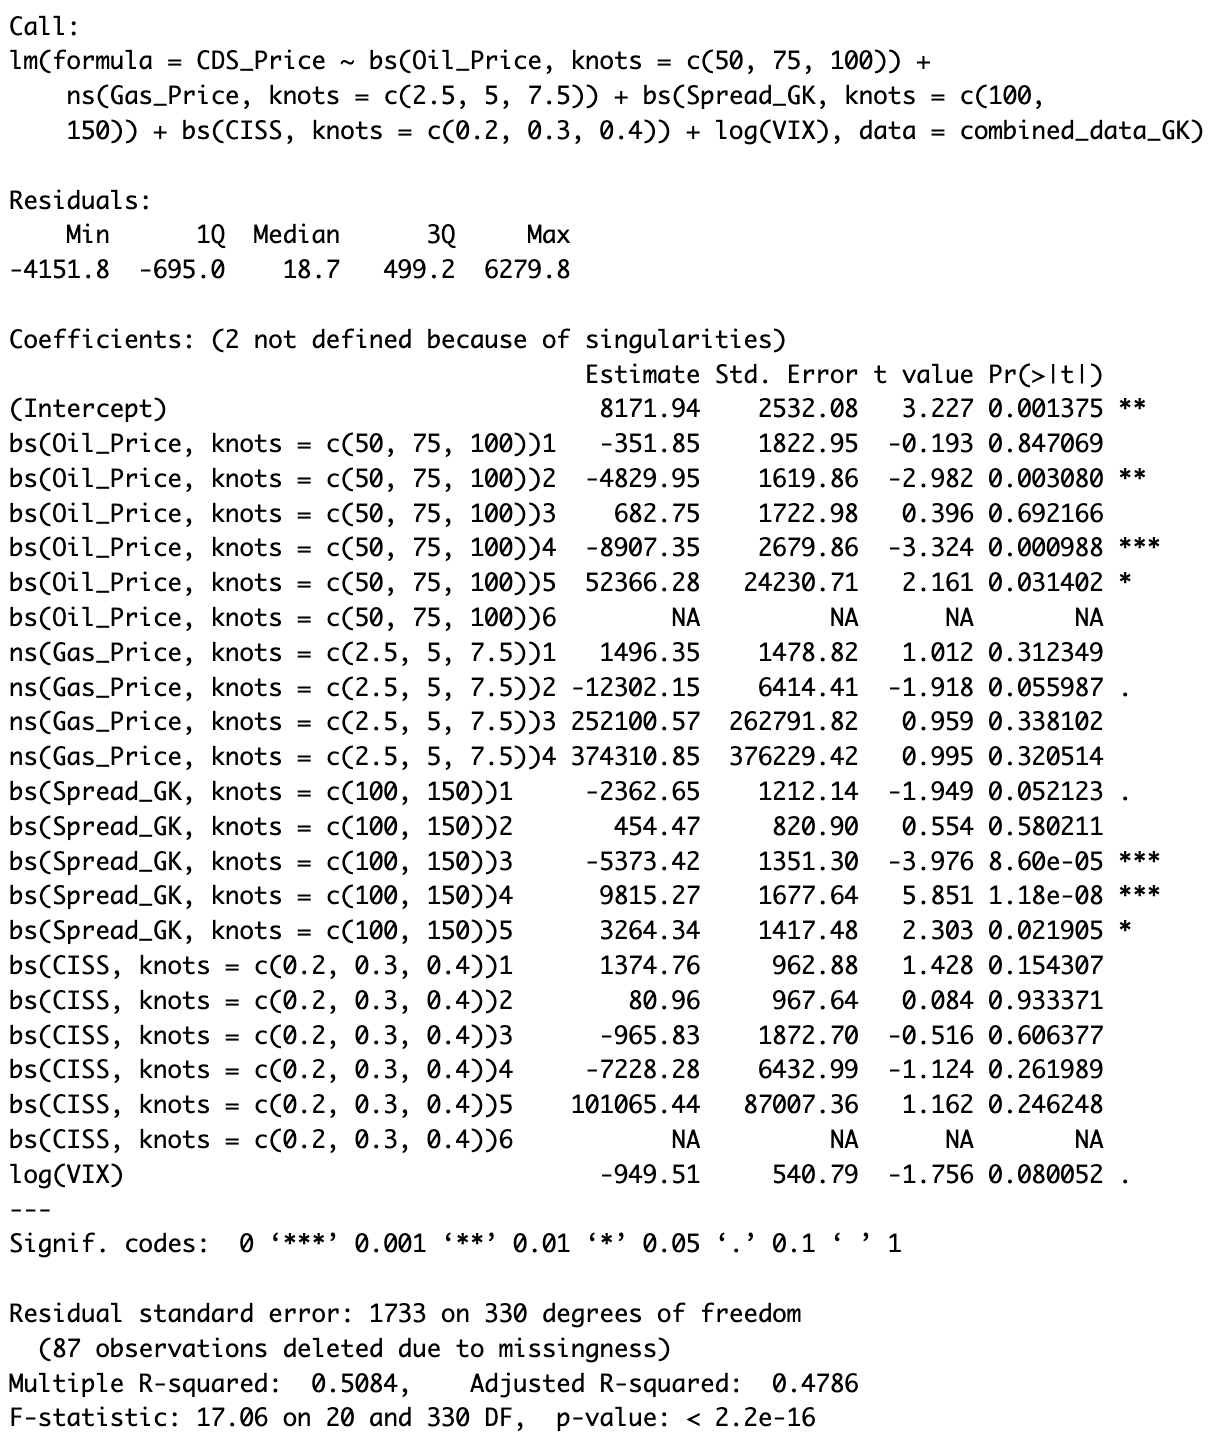 Call:
lm(formula = CDS_Price ~ bs(Oil_Price, knots = c(50, 75, 100)) +
    ns(Gas_Price, knots = c(2.5, 5, 7.5)) + bs(Spread_GK, knots = c(100,
    150)) + bs(CISS, knots = c(0.2, 0.3, 0.4)) + log(VIX), data = combined_data_GK)

Residuals:
    Min      1Q  Median      3Q     Max
-4151.8  -695.0    18.7   499.2  6279.8

Coefficients: (2 not defined because of singularities)
                                        Estimate Std. Error t value Pr(>|t|)
(Intercept)                              8171.94    2532.08   3.227 0.001375 **
bs(Oil_Price, knots = c(50, 75, 100))1   -351.85    1822.95  -0.193 0.847069
bs(Oil_Price, knots = c(50, 75, 100))2  -4829.95    1619.86  -2.982 0.003080 **
bs(Oil_Price, knots = c(50, 75, 100))3    682.75    1722.98   0.396 0.692166
bs(Oil_Price, knots = c(50, 75, 100))4  -8907.35    2679.86  -3.324 0.000988 ***
bs(Oil_Price, knots = c(50, 75, 100))5  52366.28   24230.71   2.161 0.031402 *
bs(Oil_Price, knots = c(50, 75, 100))6        NA         NA      NA       NA
ns(Gas_Price, knots = c(2.5, 5, 7.5))1   1496.35    1478.82   1.012 0.312349
ns(Gas_Price, knots = c(2.5, 5, 7.5))2 -12302.15    6414.41  -1.918 0.055987 .
ns(Gas_Price, knots = c(2.5, 5, 7.5))3 252100.57  262791.82   0.959 0.338102
ns(Gas_Price, knots = c(2.5, 5, 7.5))4 374310.85  376229.42   0.995 0.320514
bs(Spread_GK, knots = c(100, 150))1     -2362.65    1212.14  -1.949 0.052123 .
bs(Spread_GK, knots = c(100, 150))2       454.47     820.90   0.554 0.580211
bs(Spread_GK, knots = c(100, 150))3     -5373.42    1351.30  -3.976 8.60e-05 ***
bs(Spread_GK, knots = c(100, 150))4      9815.27    1677.64   5.851 1.18e-08 ***
bs(Spread_GK, knots = c(100, 150))5      3264.34    1417.48   2.303 0.021905 *
bs(CISS, knots = c(0.2, 0.3, 0.4))1      1374.76     962.88   1.428 0.154307
bs(CISS, knots = c(0.2, 0.3, 0.4))2        80.96     967.64   0.084 0.933371
bs(CISS, knots = c(0.2, 0.3, 0.4))3      -965.83    1872.70  -0.516 0.606377
bs(CISS, knots = c(0.2, 0.3, 0.4))4     -7228.28    6432.99  -1.124 0.261989
bs(CISS, knots = c(0.2, 0.3, 0.4))5    101065.44   87007.36   1.162 0.246248
bs(CISS, knots = c(0.2, 0.3, 0.4))6           NA         NA      NA       NA
log(VIX)                                 -949.51     540.79  -1.756 0.080052 .
---
Signif. codes:  0 ‘***’ 0.001 ‘**’ 0.01 ‘*’ 0.05 ‘.’ 0.1 ‘ ’ 1

Residual standard error: 1733 on 330 degrees of freedom
  (87 observations deleted due to missingness)
Multiple R-squared:  0.5084,    Adjusted R-squared:  0.4786
F-statistic: 17.06 on 20 and 330 DF,  p-value: < 2.2e-16